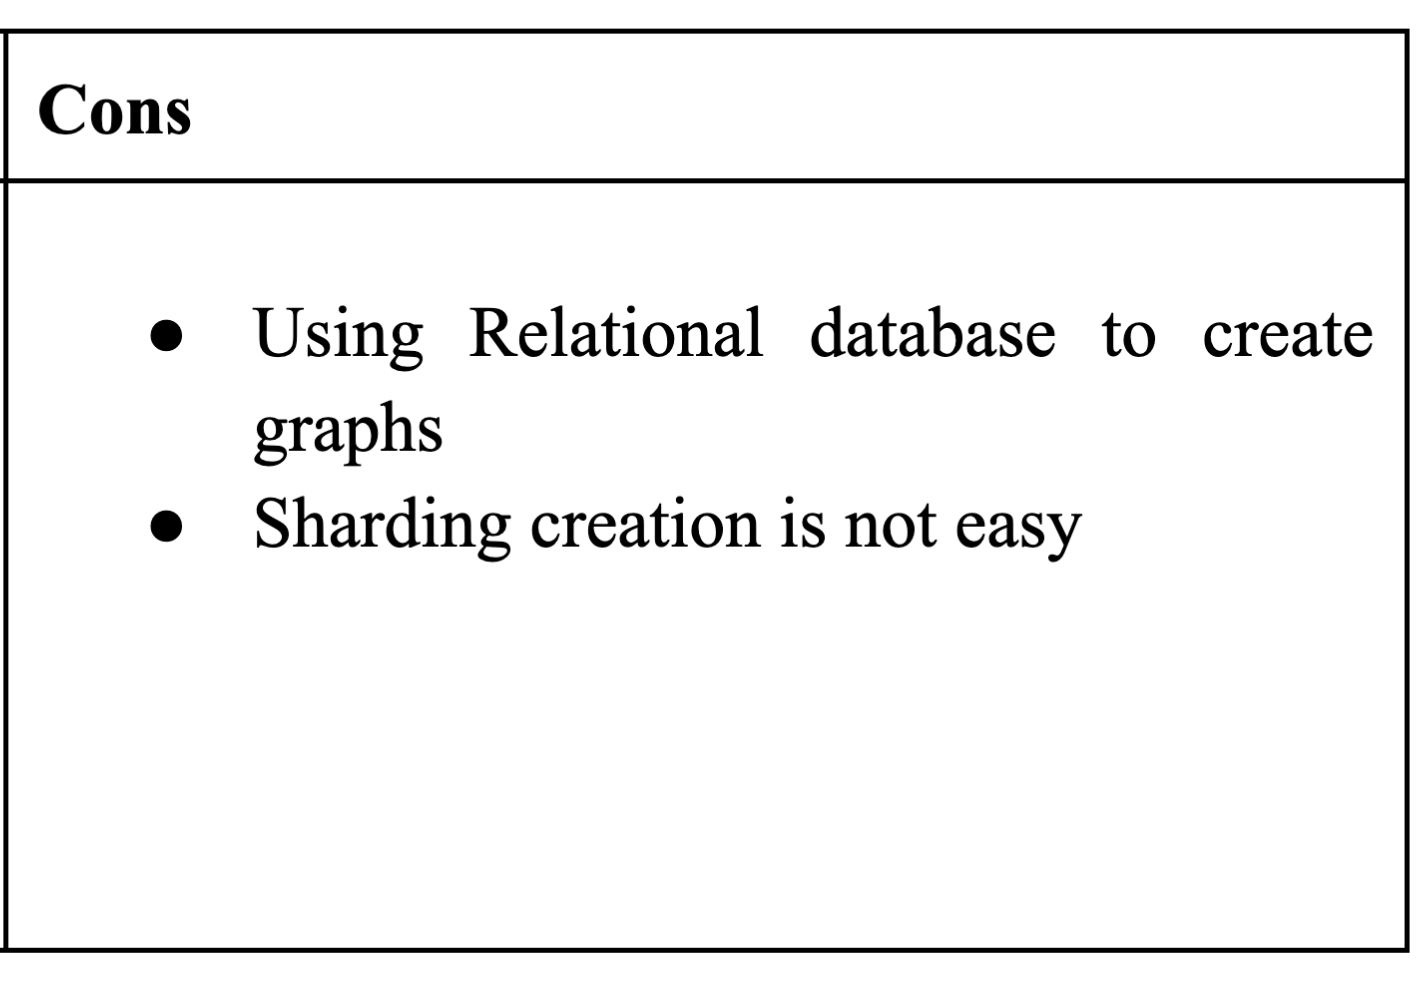 Cons
● Using Relational database to create
graphs
● Sharding creation is not easy